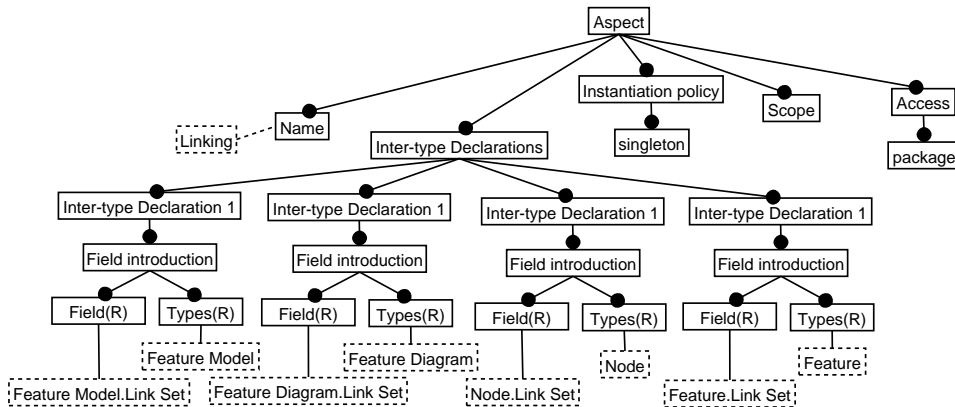 Aspect
Instantiation policy
Scope
Access
Linking
Name
Inter-type Declarations
singleton
package
Inter-type Declaration 1
Inter-type Declaration 1
Inter-type Declaration 1
Inter-type Declaration 1
Field introduction
Field introduction
Field introduction
Field introduction
Field(R)
Types(R)
Field(R)
Types(R)
Field(R)
Types(R)
Field(R)
Types(R)
Feature Model
Feature Diagram
Node
Feature
Feature Model.Link Set
Feature Diagram.Link Set
Node.Link Set
Feature.Link Set